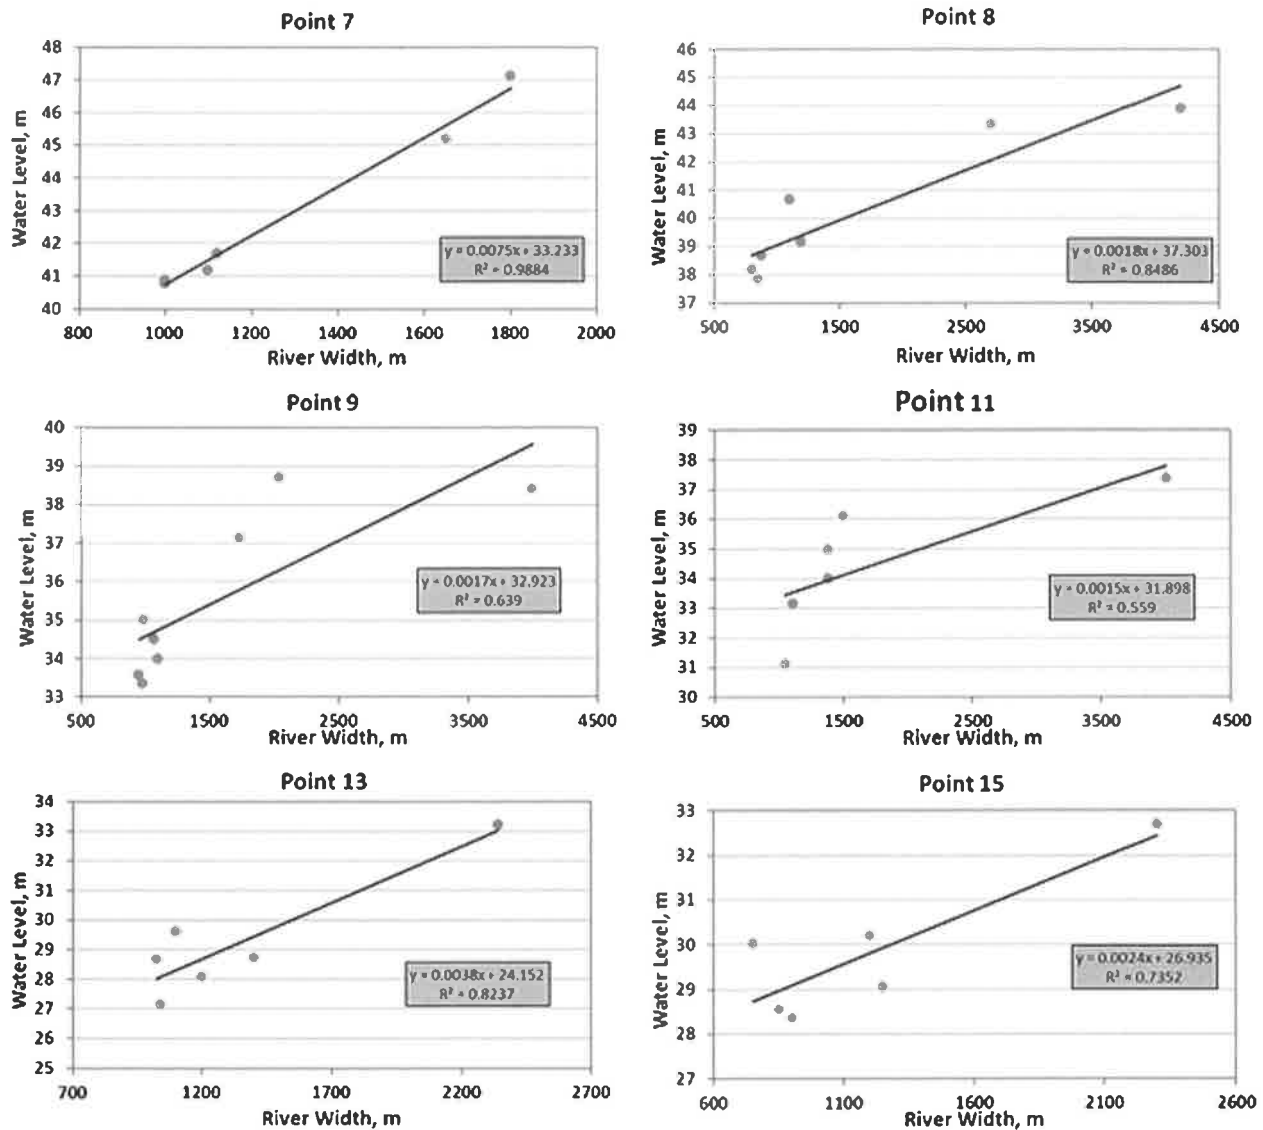 Point 7
48
47
46
45
44
43
42
41
40
Water Level, m
y = 0.0075x + 33.233
R² = 0.9884
800 1000 1200 1400 1600 1800 2000
River Width, m
Point 8
46
45
44
43
42
41
40
39
38
37
Water Level, m
y = 0.0018x + 37.303
R² = 0.8486
500 1500 2500 3500 4500
River Width, m
Point 9
40
39
38
37
36
35
34
33
Water Level, m
y = 0.0017x + 32.923
R² = 0.639
500 1500 2500 3500 4500
River Width, m
Point 11
39
38
37
36
35
34
33
32
31
30
Water Level, m
y = 0.0015x + 31.898
R² = 0.559
500 1500 2500 3500 4500
River Width, m
Point 13
34
33
32
31
30
29
28
27
26
25
Water Level, m
y = 0.0038x + 24.152
R² = 0.8237
700 1200 1700 2200 2700
River Width, m
Point 15
33
32
31
30
29
28
27
Water Level, m
y = 0.0024x + 26.935
R² = 0.7352
600 1100 1600 2100 2600
River Width, m